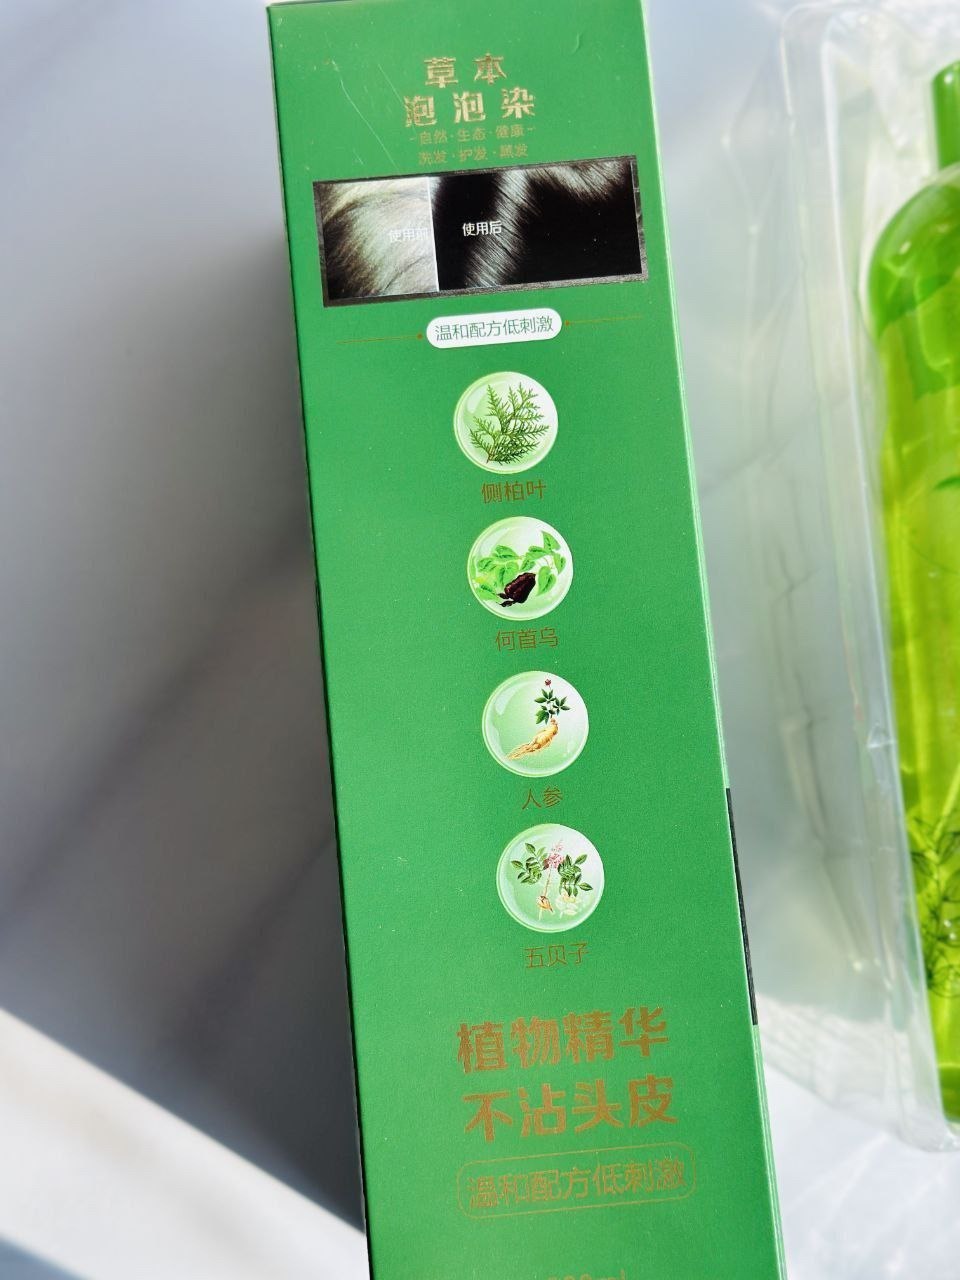 草本
泡泡染
自然·生态·健康
洗发·护发·黑发
使用前
使用后
温和配方低刺激
侧柏叶
何首乌
人参
五贝子
植物精华
不沾头皮
温和配方低刺激